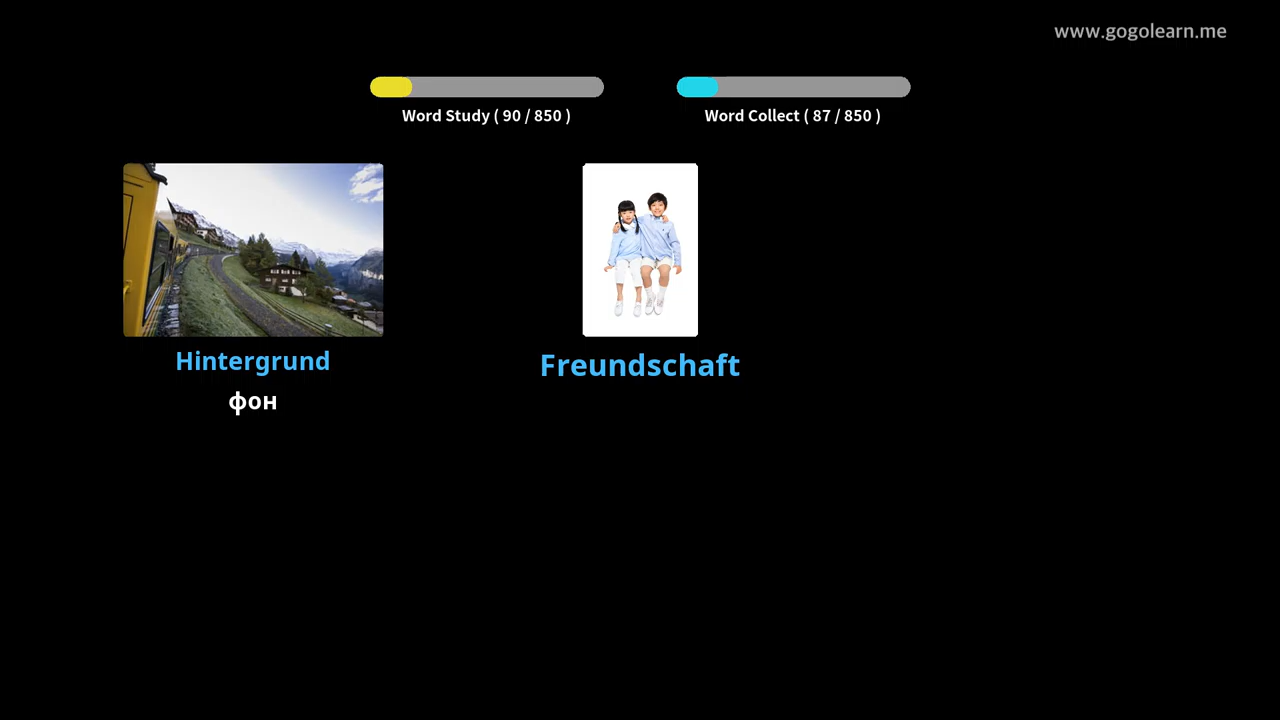 www.gogolearn.me
Word Study ( 90 / 850 )
Word Collect ( 87 / 850 )
Hintergrund
фон
Freundschaft